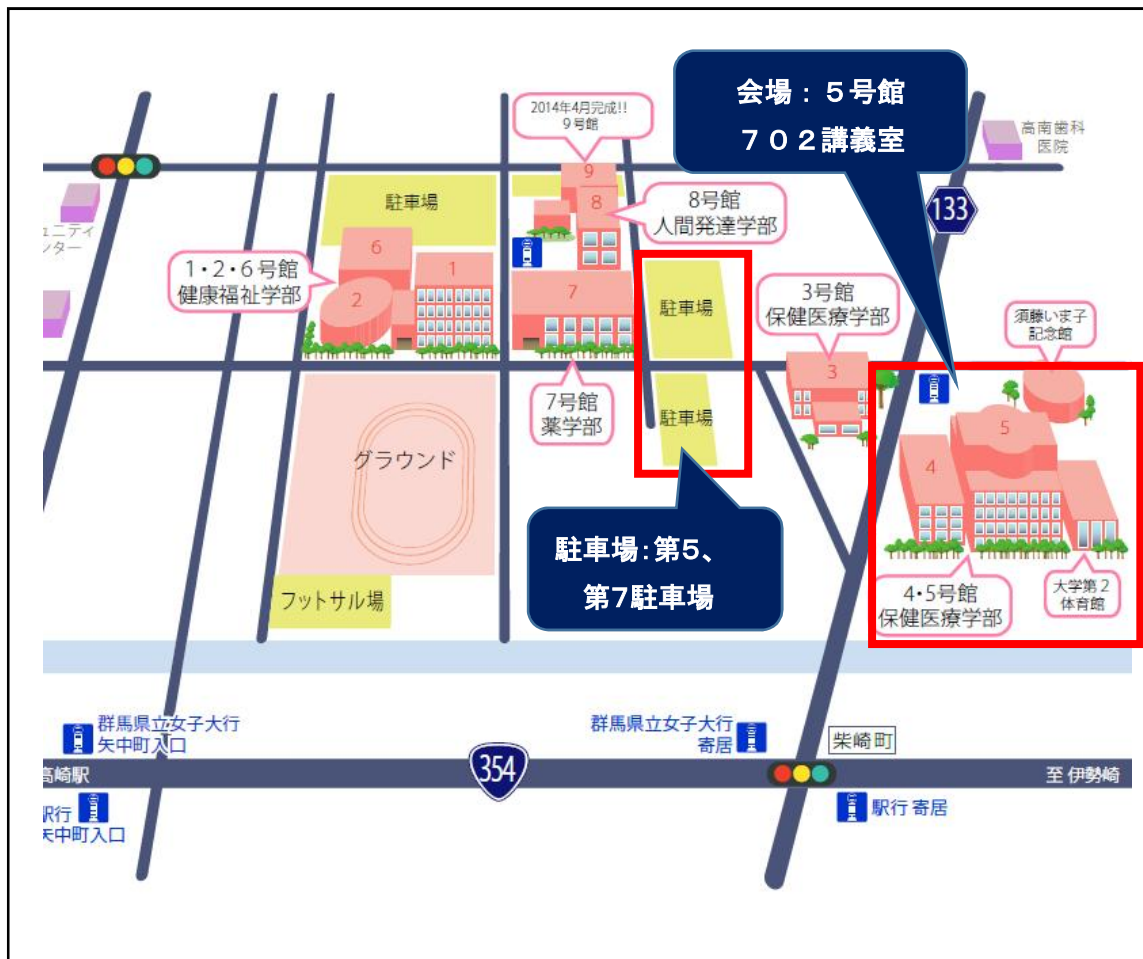 会場：５号館
７０２講義室
2014年4月完成!!
9号館
高南歯科
医院
133
駐車場
9
8
8号館
人間発達学部
ュニティ
ンター
6
1
2
1・2・6号館
健康福祉学部
7
駐車場
3号館
保健医療学部
須藤いま子
記念館
3
7号館
薬学部
駐車場
グラウンド
5
4
駐車場：第５、
第７駐車場
フットサル場
4・5号館
保健医療学部
大学第2
体育館
群馬県立女子大行
矢中町入口
群馬県立女子大行
寄居
柴崎町
高崎駅
354
至 伊勢崎
駅行
矢中町入口
駅行 寄居